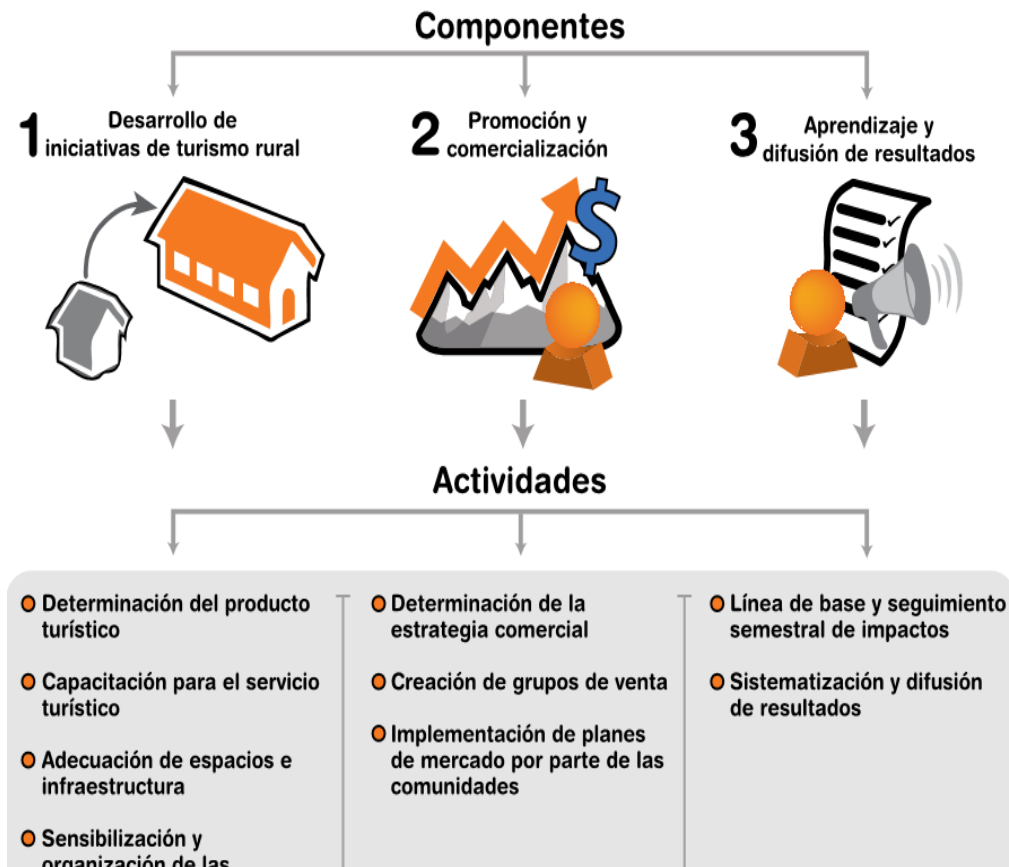 Componentes
1 Desarrollo de
iniciativas de turismo rural
2 Promoción y
comercialización
3 Aprendizaje y
difusión de resultados
$
Actividades
Determinación del producto
turístico
Capacitación para el servicio
turístico
Adecuación de espacios e
infraestructura
Sensibilización y
organización de las
Determinación de la
estrategia comercial
Creación de grupos de venta
Implementación de planes
de mercado por parte de las
comunidades
Línea de base y seguimiento
semestral de impactos
Sistematización y difusión
de resultados